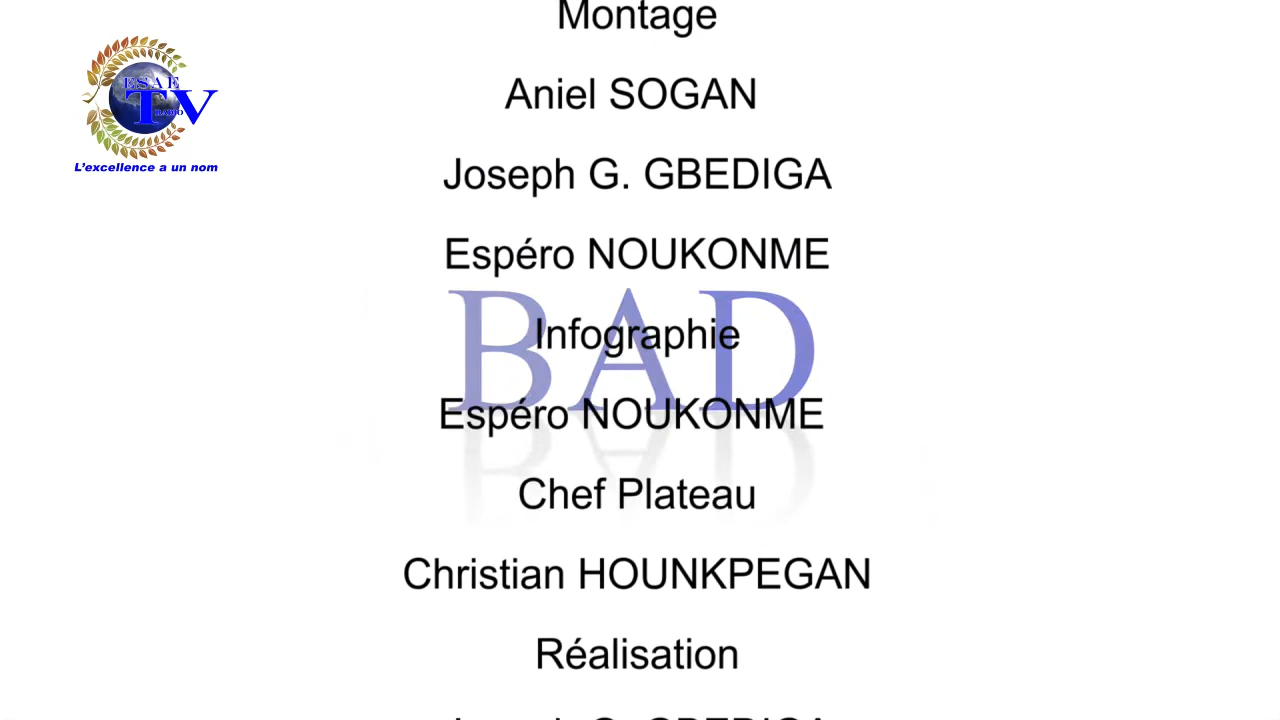 Montage
ESAE
TV
RADIO
L'excellence a un nom
Aniel SOGAN
Joseph G. GBEDIGA
Espéro NOUKONME
BAD
Infographie
Espéro NOUKONME
Chef Plateau
Christian HOUNKPEGAN
Réalisation